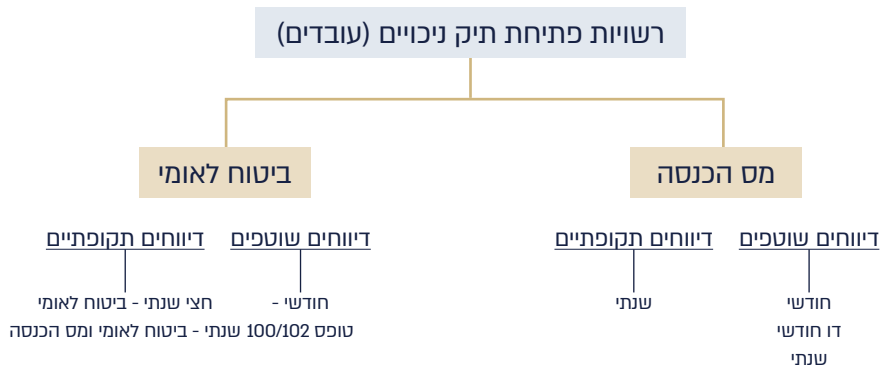 רשויות פתיחת תיק ניכויים (עובדים)
מס הכנסה
ביטוח לאומי
דיווחים שוטפים
חודשי
דו חודשי
שנתי
דיווחים תקופתיים
שנתי
דיווחים שוטפים
חודשי -
טופס 100/102
דיווחים תקופתיים
חצי שנתי - ביטוח לאומי
שנתי - ביטוח לאומי ומס הכנסה